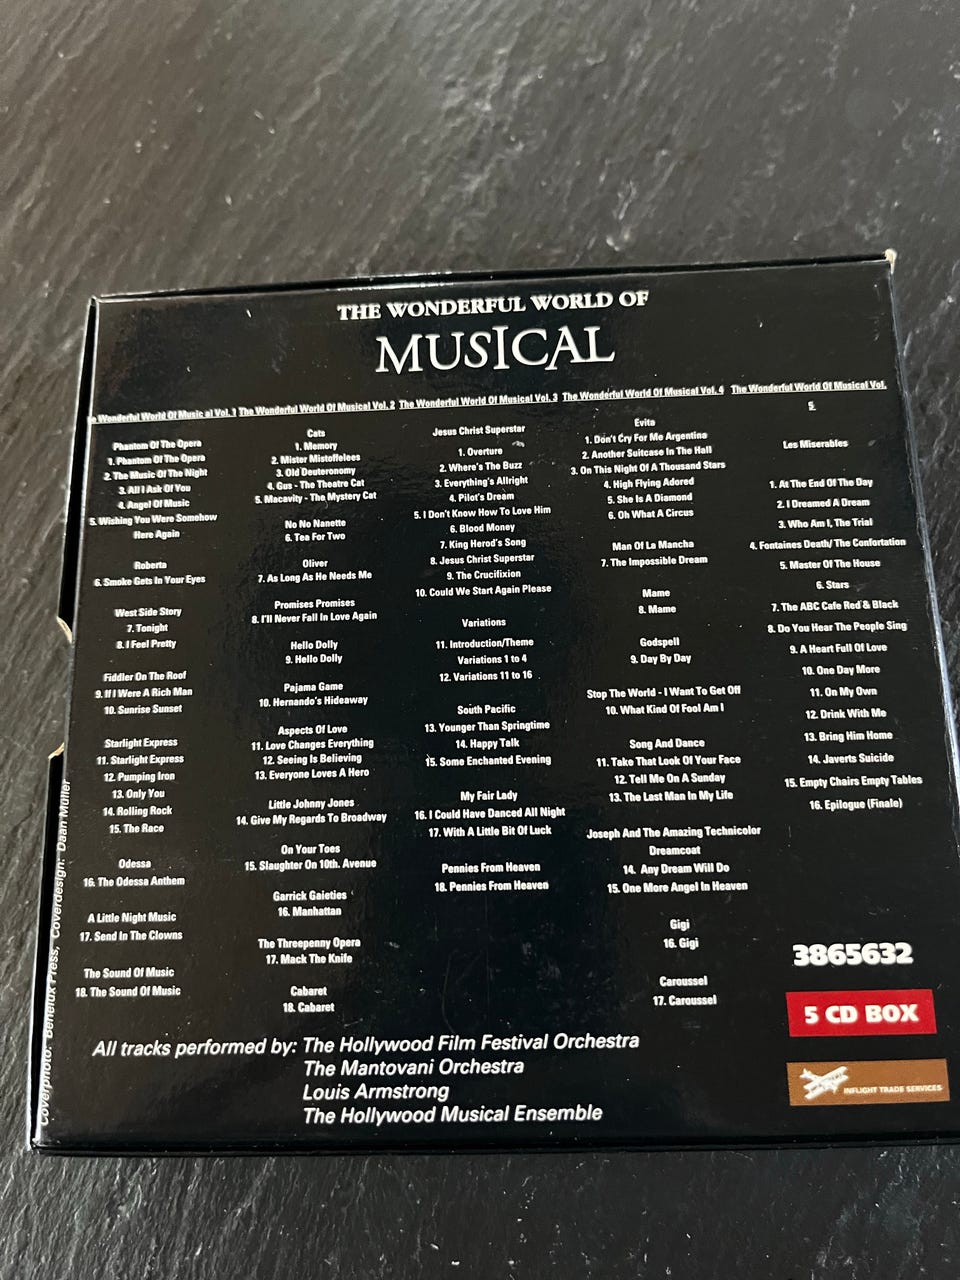 THE WONDERFUL WORLD OF
MUSICAL
Wonderful World Of Music al Vol. 1
Phantom Of The Opera
1. Phantom Of The Opera
2. The Music Of The Night
3. All I Ask Of You
4. Angel Of Music
5. Wishing You Were Somehow
Here Again
Roberta
6. Smoke Gets In Your Eyes
West Side Story
7. Tonight
8. I Feel Pretty
Fiddler On The Roof
9. If I Were A Rich Man
10. Sunrise Sunset
Starlight Express
11. Starlight Express
12. Pumping Iron
13. Only You
14. Rolling Rock
15. The Race
Odessa
16. The Odessa Anthem
A Little Night Music
17. Send In The Clowns
The Sound Of Music
18. The Sound Of Music
The Wonderful World Of Musical Vol. 2
Cats
1. Memory
2. Mister Mistoffelees
3. Old Deuteronomy
4. Gus - The Theatre Cat
5. Macavity - The Mystery Cat
No No Nanette
6. Tea For Two
Oliver
7. As Long As He Needs Me
Promises Promises
8. I'll Never Fall In Love Again
Hello Dolly
9. Hello Dolly
Pajama Game
10. Hernando's Hideaway
Aspects Of Love
11. Love Changes Everything
12. Seeing Is Believing
13. Everyone Loves A Hero
Little Johnny Jones
14. Give My Regards To Broadway
On Your Toes
15. Slaughter On 10th. Avenue
Garrick Gaieties
16. Manhattan
The Threepenny Opera
17. Mack The Knife
Cabaret
18. Cabaret
The Wonderful World Of Musical Vol. 3
Jesus Christ Superstar
1. Overture
2. Where's The Buzz
3. Everything's Allright
4. Pilot's Dream
5. I Don't Know How To Love Him
6. Blood Money
7. King Herod's Song
8. Jesus Christ Superstar
9. The Crucifixion
10. Could We Start Again Please
Variations
11. Introduction/Theme
Variations 1 to 4
12. Variations 11 to 16
South Pacific
13. Younger Than Springtime
14. Happy Talk
15. Some Enchanted Evening
My Fair Lady
16. I Could Have Danced All Night
17. With A Little Bit Of Luck
Pennies From Heaven
18. Pennies From Heaven
The Wonderful World Of Musical Vol. 4
Evita
1. Don't Cry For Me Argentina
2. Another Suitcase In The Hall
3. On This Night Of A Thousand Stars
4. High Flying Adored
5. She Is A Diamond
6. Oh What A Circus
Man Of La Mancha
7. The Impossible Dream
Mame
8. Mame
Godspell
9. Day By Day
Stop The World - I Want To Get Off
10. What Kind Of Fool Am I
Song And Dance
11. Take That Look Of Your Face
12. Tell Me On A Sunday
13. The Last Man In My Life
Joseph And The Amazing Technicolor
Dreamcoat
14. Any Dream Will Do
15. One More Angel In Heaven
Gigi
16. Gigi
Caroussel
17. Caroussel
The Wonderful World Of Musical Vol.
5
Les Miserables
1. At The End Of The Day
2. I Dreamed A Dream
3. Who Am I, The Trial
4. Fontaines Death/ The Confortation
5. Master Of The House
6. Stars
7. The ABC Cafe Red & Black
8. Do You Hear The People Sing
9. A Heart Full Of Love
10. One Day More
11. On My Own
12. Drink With Me
13. Bring Him Home
14. Javerts Suicide
15. Empty Chairs Empty Tables
16. Epilogue (Finale)
3865632
5 CD BOX
INFLIGHT TRADE SERVICES
All tracks performed by: The Hollywood Film Festival Orchestra
The Mantovani Orchestra
Louis Armstrong
The Hollywood Musical Ensemble
Coverphoto: Benelux Press, Coverdesign: Daan Müller